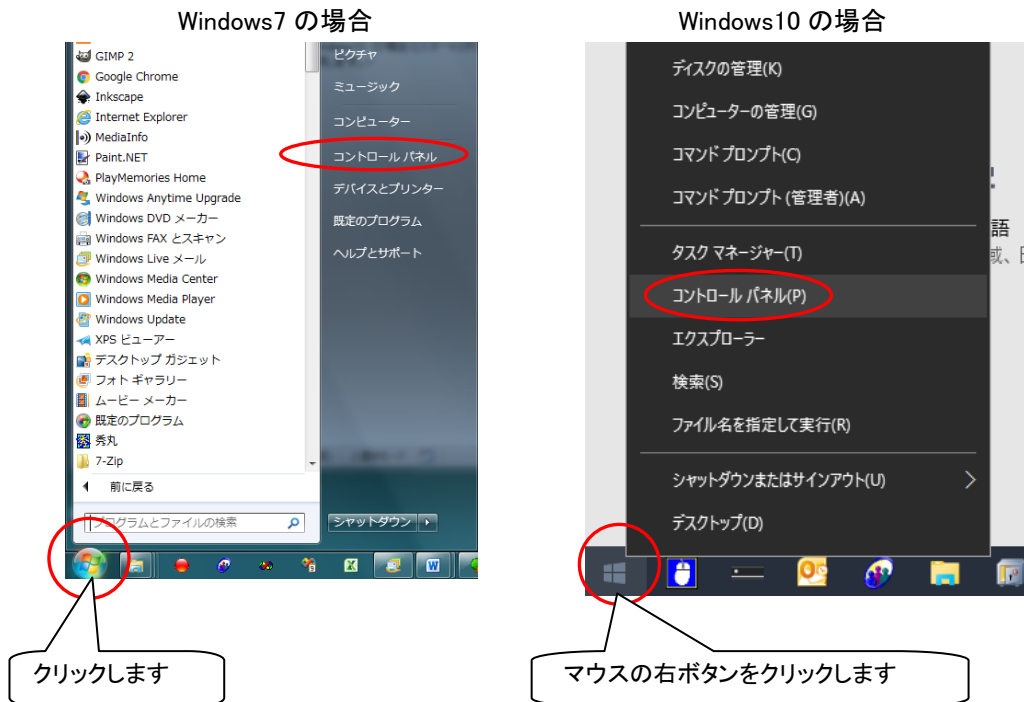 Windows7 の場合
GIMP 2
Google Chrome
Inkscape
Internet Explorer
MediaInfo
Paint.NET
PlayMemories Home
Windows Anytime Upgrade
Windows DVD メーカー
Windows FAX とスキャン
Windows Live メール
Windows Media Center
Windows Media Player
Windows Update
XPS ビューアー
デスクトップ ガジェット
フォト ギャラリー
ムービー メーカー
既定のプログラム
秀丸
7-Zip
前に戻る
プログラムとファイルの検索
ピクチャ
ミュージック
コンピューター
コントロール パネル
デバイスとプリンター
既定のプログラム
ヘルプとサポート
シャットダウン
クリックします
Windows10 の場合
ディスクの管理(K)
コンピューターの管理(G)
コマンド プロンプト(C)
コマンド プロンプト (管理者)(A)
タスク マネージャー(T)
コントロール パネル(P)
エクスプローラー
検索(S)
ファイル名を指定して実行(R)
シャットダウンまたはサインアウト(U)
デスクトップ(D)
語
域、
マウスの右ボタンをクリックします